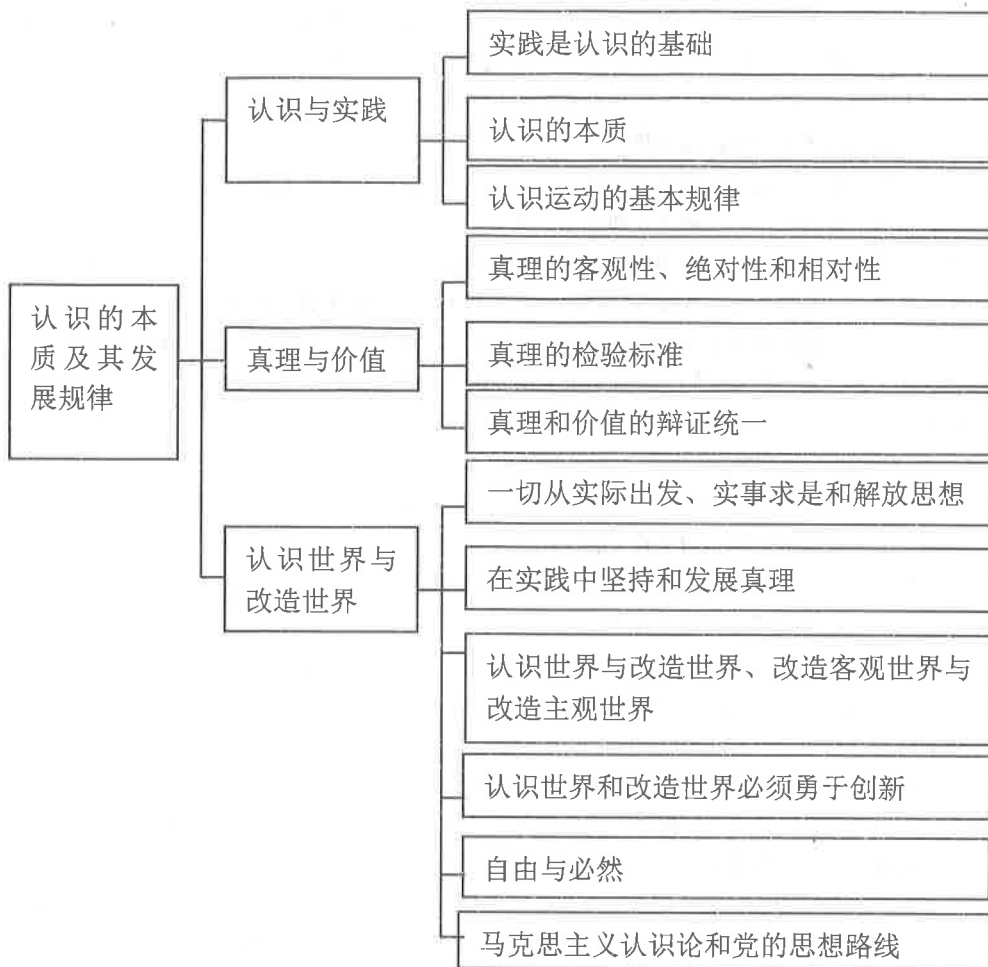 认识的本质及其发展规律
认识与实践
实践是认识的基础
认识的本质
认识运动的基本规律
真理与价值
真理的客观性、绝对性和相对性
真理的检验标准
真理和价值的辩证统一
认识世界与
改造世界
一切从实际出发、实事求是和解放思想
在实践中坚持和发展真理
认识世界与改造世界、改造客观世界与
改造主观世界
认识世界和改造世界必须勇于创新
自由与必然
马克思主义认识论和党的思想路线